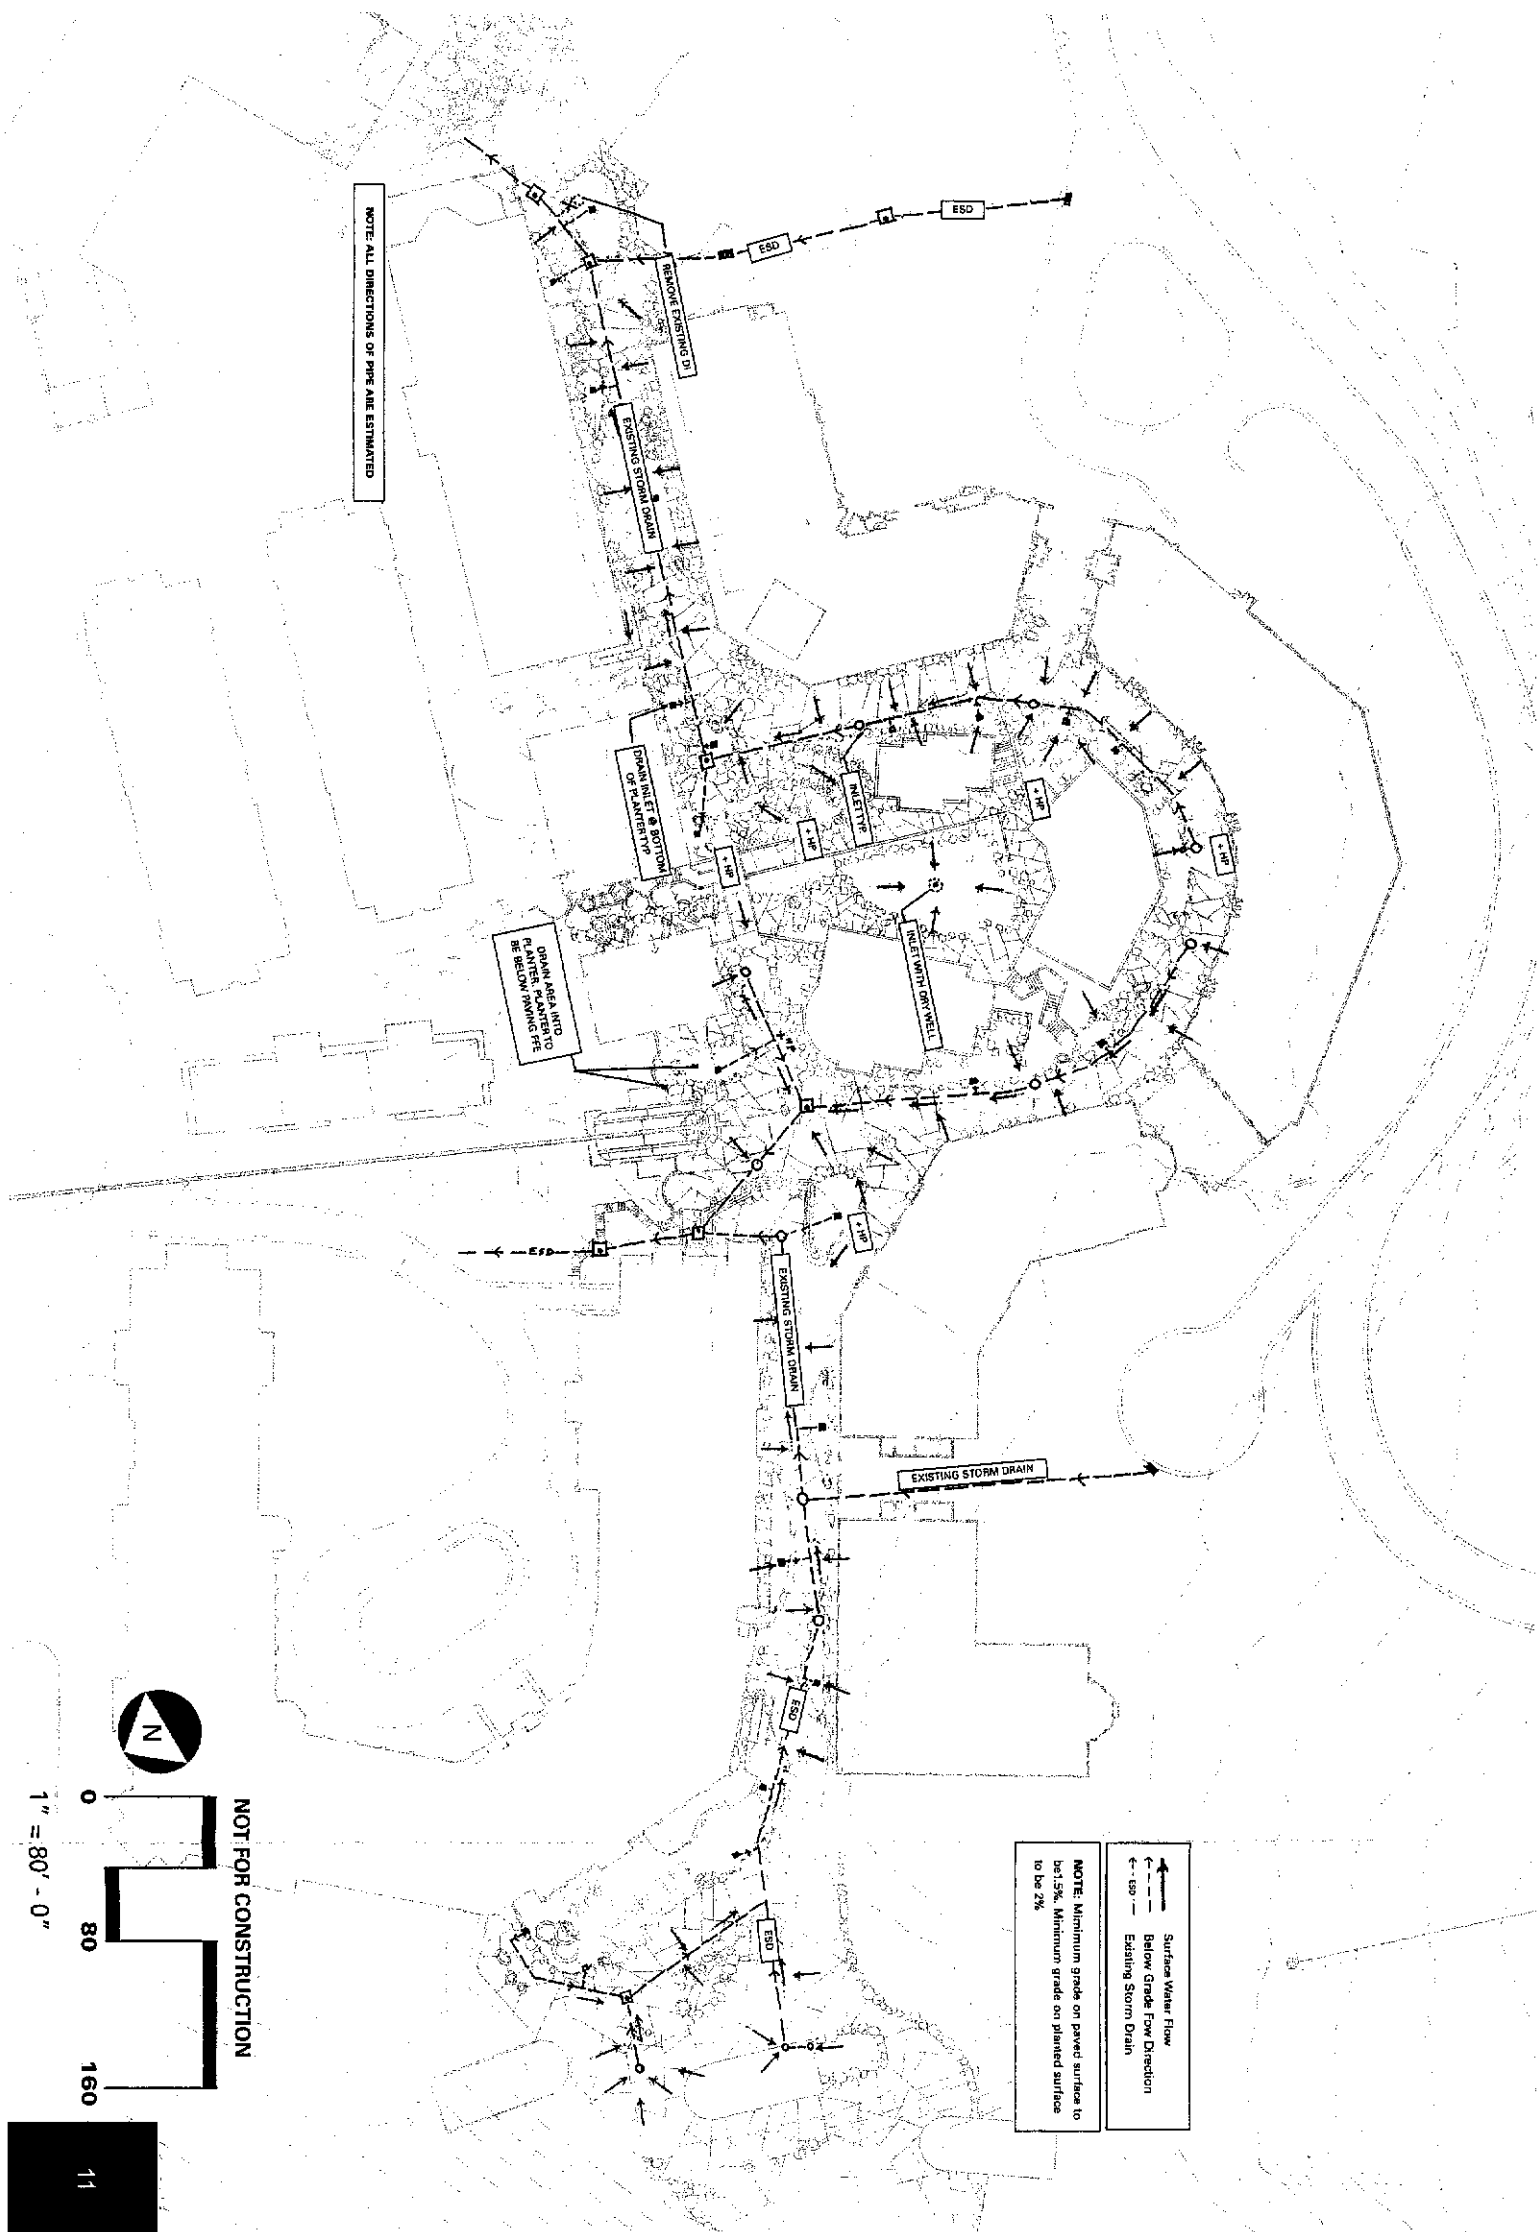 ESD
ESD
REMOVE EXISTING DI
NOTE: ALL DIRECTIONS OF PIPE ARE ESTIMATED
EXISTING STORM DRAIN
DRAIN INLET @ BOTTOM
OF PLANTER TYP
INLET TYP
+ HP
+ HP
+ HP
+ HP
INLET WITH DRY WELL
DRAIN AREA INTO
PLANTER. PLANTER TO
BE BELOW PAVING FFE
+ HP
+ HP
ESD
EXISTING STORM DRAIN
EXISTING STORM DRAIN
ESD
ESD
Surface Water Flow
Below Grade Fow Direction
ESD
Existing Storm Drain
NOTE: Mimimum grade on paved surface to
be1.5%. Minimum grade on planted surface
to be 2%
N
NOT FOR CONSTRUCTION
0
80
160
1" = 80' - 0"
11